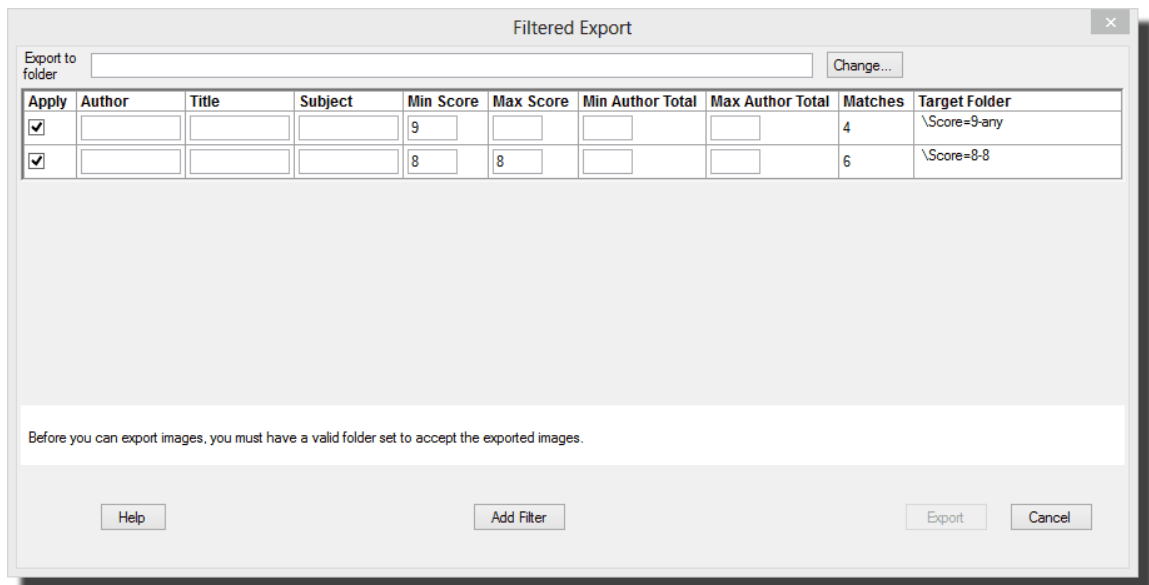 Filtered Export
Export to
folder
Change...
Apply Author Title Subject Min Score Max Score Min Author Total Max Author Total Matches Target Folder
9 4 \Score=9-any
8 8 6 \Score=8-8
Before you can export images, you must have a valid folder set to accept the exported images.
Help Add Filter Export Cancel